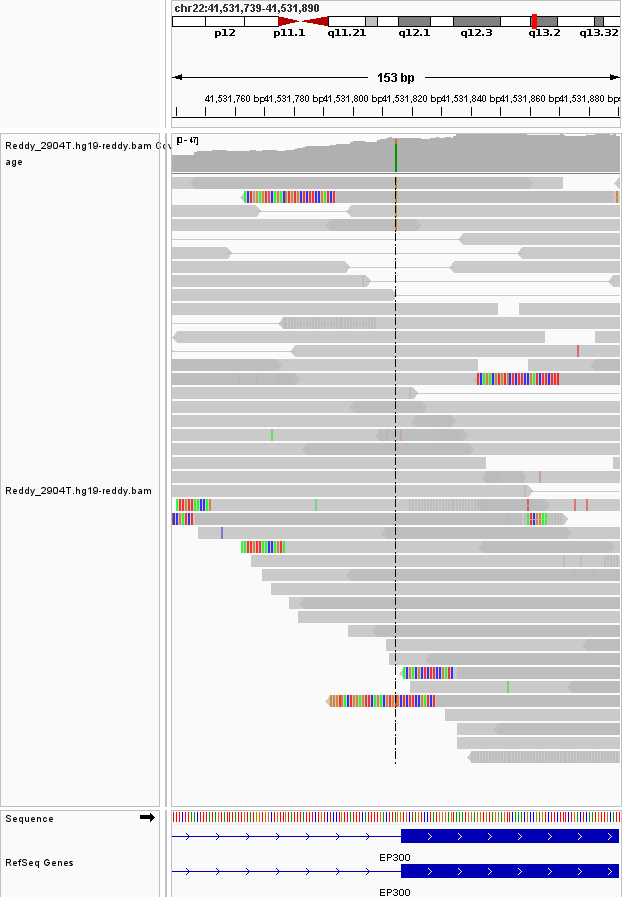 chr22:41,531,739-41,531,890
p12 p11.1 q11.21 q12.1 q12.3 q13.2 q13.32
153 bp
41,531,760 bp 41,531,780 bp 41,531,800 bp 41,531,820 bp 41,531,840 bp 41,531,860 bp 41,531,880 bp
[0 - 47]
Reddy_2904T.hg19-reddy.bam Cov
age
Reddy_2904T.hg19-reddy.bam
Sequence
EP300
RefSeq Genes
EP300